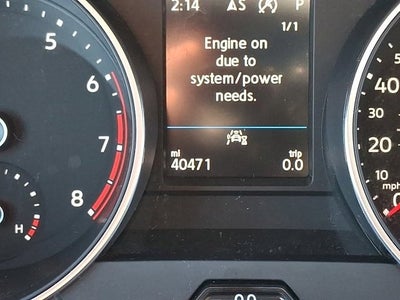 2:14 S P
1/1
Engine on
due to
system/power
needs.
mi trip
40471 0.0
5
6
7
8
H
40
30
20
10
mph
0